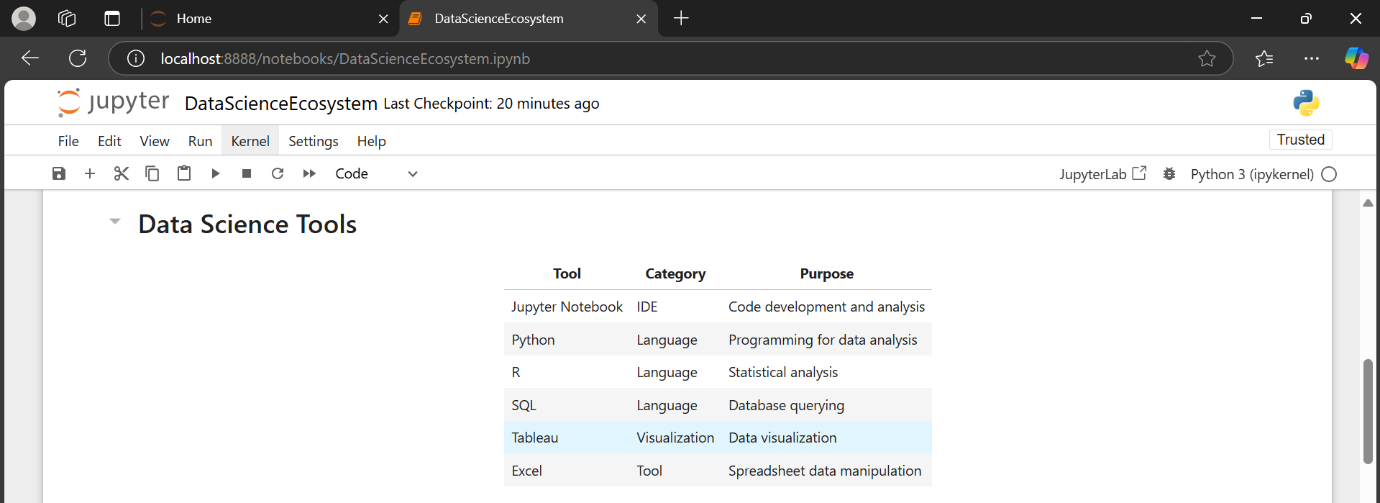 Home
DataScienceEcosystem
localhost:8888/notebooks/DataScienceEcosystem.ipynb
jupyter DataScienceEcosystem Last Checkpoint: 20 minutes ago
File Edit View Run Kernel Settings Help
Trusted
Code
JupyterLab
Python 3 (ipykernel)
Data Science Tools
Tool Category Purpose
Jupyter Notebook IDE Code development and analysis
Python Language Programming for data analysis
R Language Statistical analysis
SQL Language Database querying
Tableau Visualization Data visualization
Excel Tool Spreadsheet data manipulation